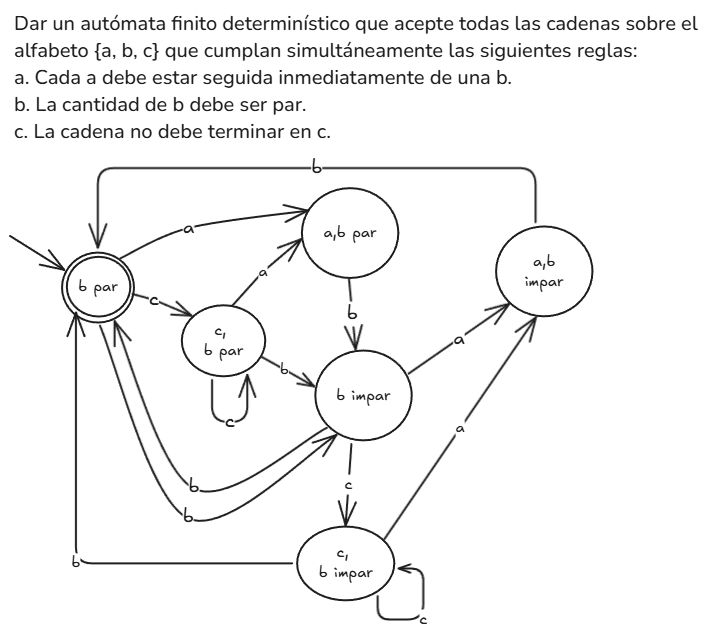 Dar un autómata finito determinístico que acepte todas las cadenas sobre el
alfabeto {a, b, c} que cumplan simultáneamente las siguientes reglas:
a. Cada a debe estar seguida inmediatamente de una b.
b. La cantidad de b debe ser par.
c. La cadena no debe terminar en c.
b
a
a,b par
a,b
impar
b par
c
a
b
c,
b par
b
a
b impar
c
a
b
c
b
c,
b impar
b
c